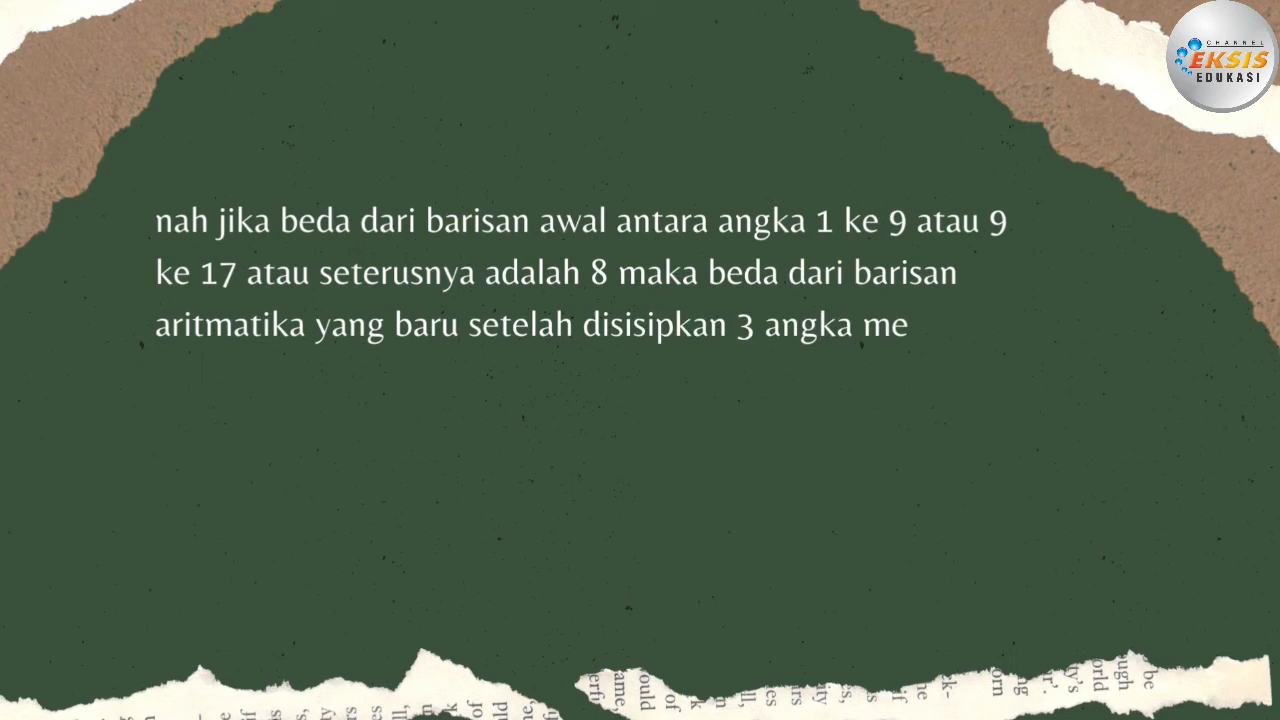 CHANNEL
EKSIS
EDUKASI
nah jika beda dari barisan awal antara angka 1 ke 9 atau 9
ke 17 atau seterusnya adalah 8 maka beda dari barisan
aritmatika yang baru setelah disisipkan 3 angka me